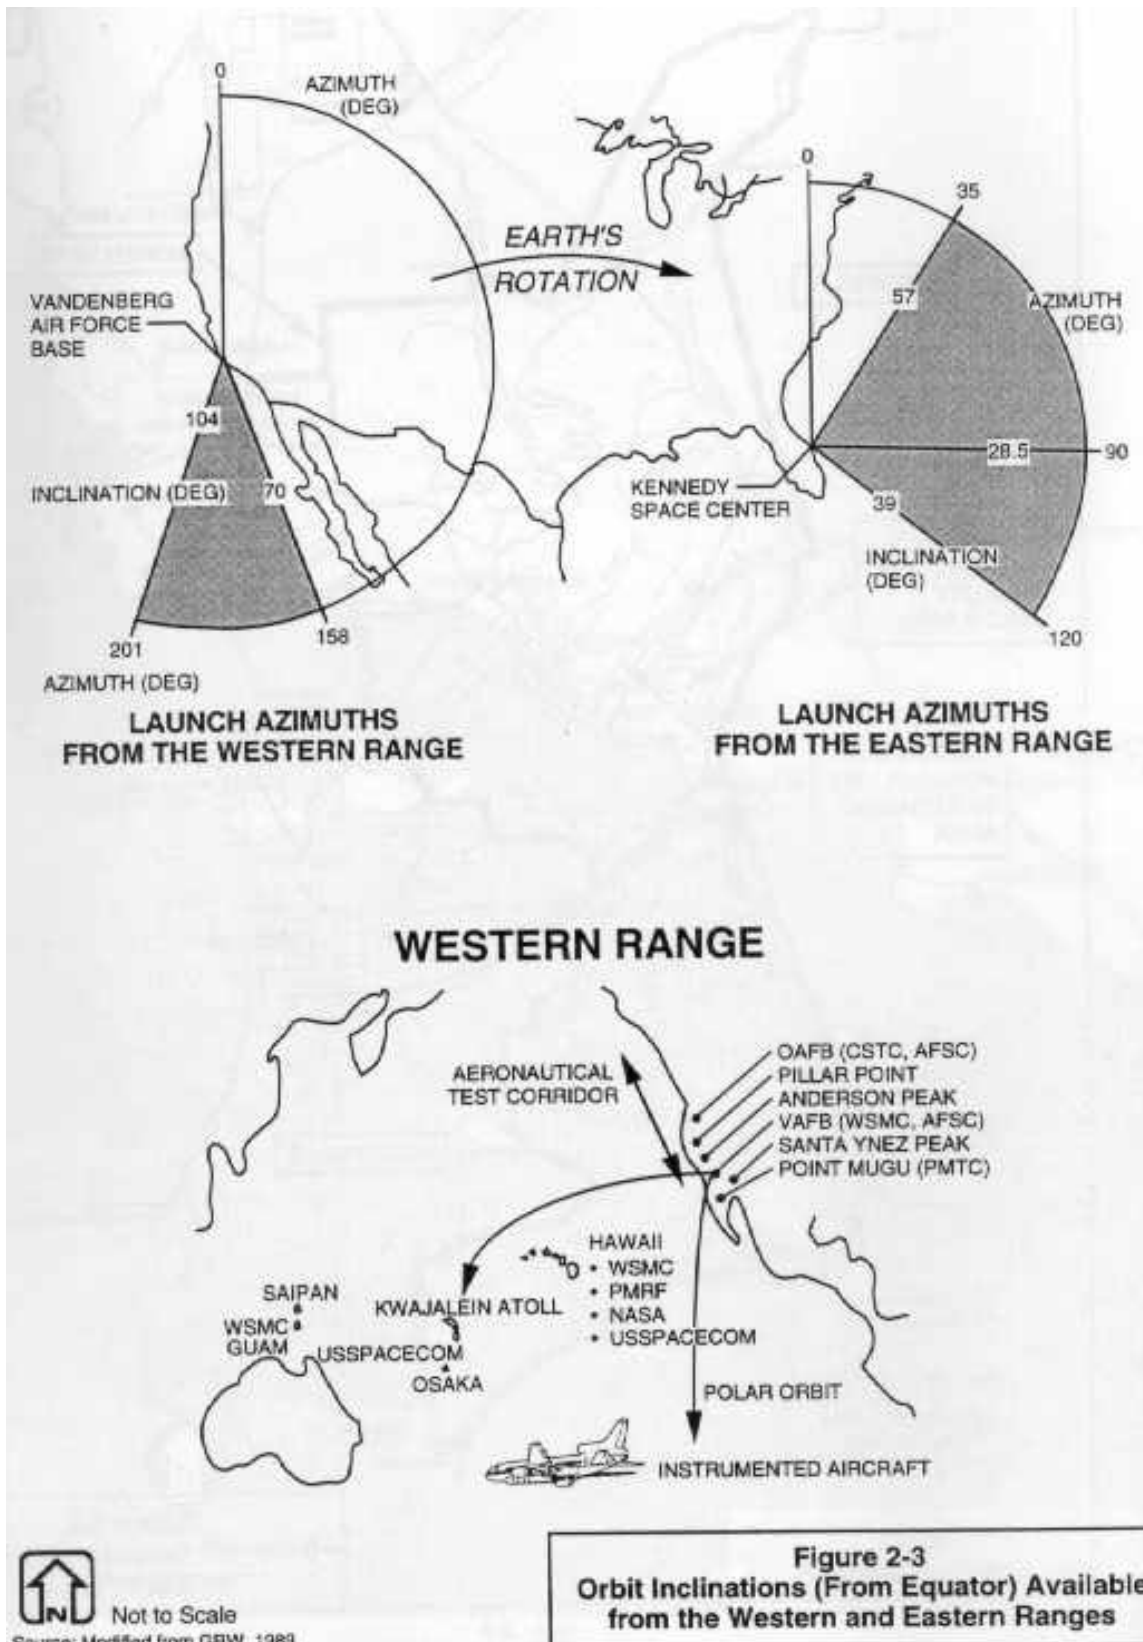 0
AZIMUTH
(DEG)
VANDENBERG
AIR FORCE
BASE
104
INCLINATION (DEG)
70
201
158
AZIMUTH (DEG)
LAUNCH AZIMUTHS
FROM THE WESTERN RANGE
EARTH'S
ROTATION
0
35
57
AZIMUTH
(DEG)
28.5
90
KENNEDY
SPACE CENTER
39
INCLINATION
(DEG)
120
LAUNCH AZIMUTHS
FROM THE EASTERN RANGE
WESTERN RANGE
AERONAUTICAL
TEST CORRIDOR
OAFB (CSTC, AFSC)
PILLAR POINT
ANDERSON PEAK
VAFB (WSMC, AFSC)
SANTA YNEZ PEAK
POINT MUGU (PMTC)
HAWAII
• WSMC
• PMRF
• NASA
• USSPACECOM
SAIPAN
WSMC
GUAM
KWAJALEIN ATOLL
USSPACECOM
OSAKA
POLAR ORBIT
INSTRUMENTED AIRCRAFT
N
Not to Scale
Source: Modified from GBW, 1989
Figure 2-3
Orbit Inclinations (From Equator) Available
from the Western and Eastern Ranges